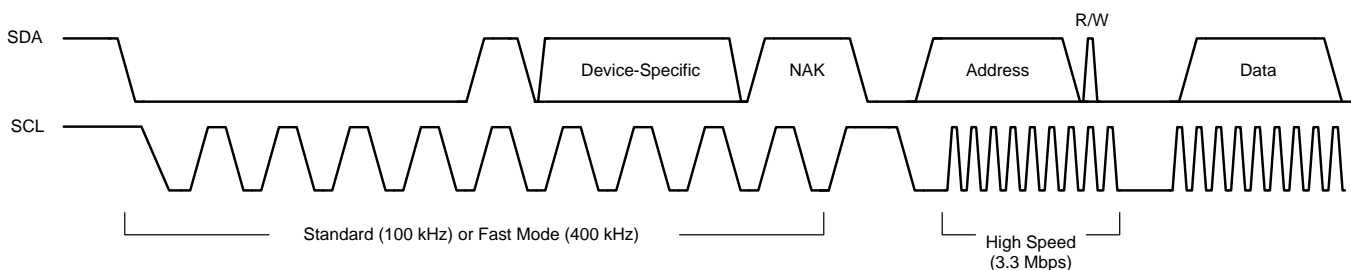 R/W
SDA
Device-Specific
NAK
Address
Data
SCL
Standard (100 kHz) or Fast Mode (400 kHz)
High Speed
(3.3 Mbps)